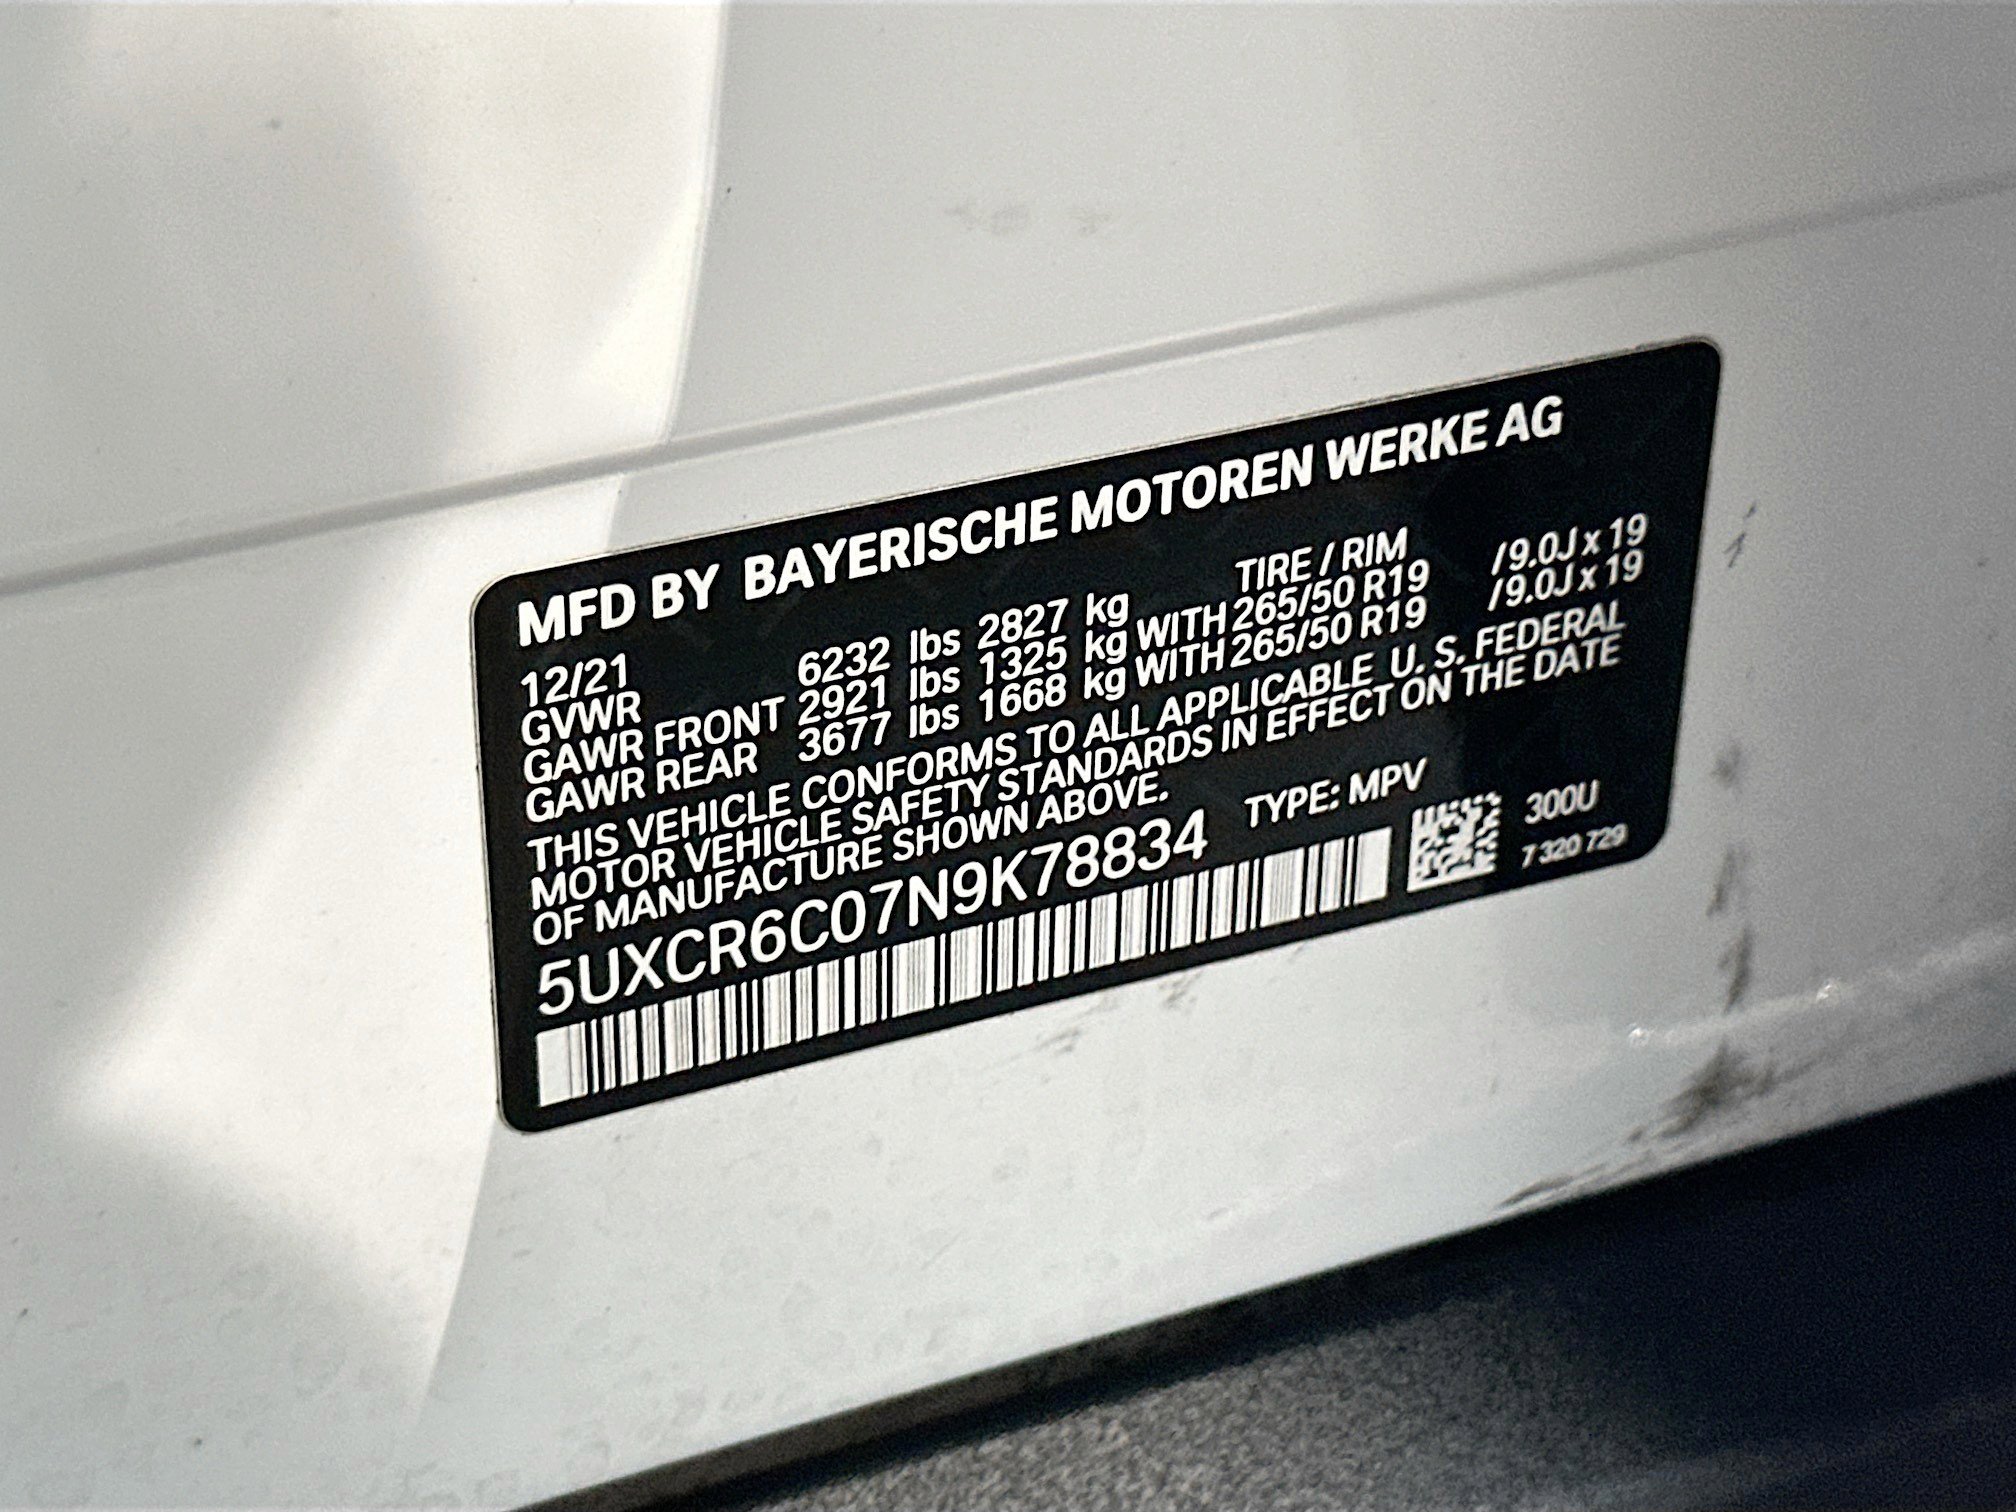 MFD BY BAYERISCHE MOTOREN WERKE AG
12/21 TIRE / RIM
GVWR 6232 lbs 2827 kg
GAWR FRONT 2921 lbs 1325 kg WITH 265/50 R19 /9.0J x 19
GAWR REAR 3677 lbs 1668 kg WITH 265/50 R19 /9.0J x 19
THIS VEHICLE CONFORMS TO ALL APPLICABLE U. S. FEDERAL
MOTOR VEHICLE SAFETY STANDARDS IN EFFECT ON THE DATE
OF MANUFACTURE SHOWN ABOVE.
5UXCR6C07N9K78834 TYPE: MPV
300U
7 320 729